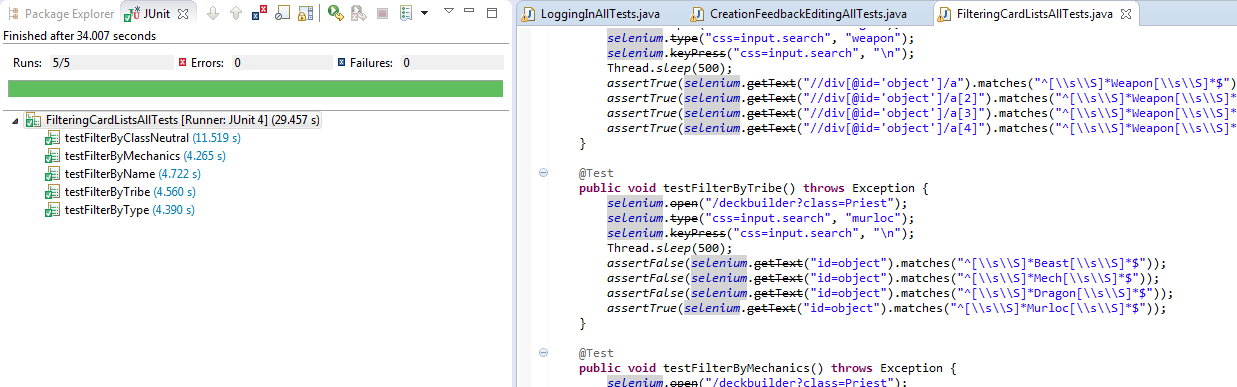 Package Explorer JUnit
Finished after 34.007 seconds
Runs: 5/5 Errors: 0 Failures: 0
FilteringCardListsAllTests [Runner: JUnit 4] (29.457 s)
testFilterByClassNeutral (11.519 s)
testFilterByMechanics (4.265 s)
testFilterByName (4.722 s)
testFilterByTribe (4.560 s)
testFilterByType (4.390 s)
LoggingInAllTests.java CreationFeedbackEditingAllTests.java FilteringCardListsAllTests.java
selenium.type("css=input.search", "weapon");
selenium.keyPress("css=input.search", "\n");
Thread.sleep(500);
assertTrue(selenium.getText("//div[@id='object']/a").matches("^[\\s\\S]*Weapon[\\s\\S]*$")
assertTrue(selenium.getText("//div[@id='object']/a[2]").matches("^[\\s\\S]*Weapon[\\s\\S]*
assertTrue(selenium.getText("//div[@id='object']/a[3]").matches("^[\\s\\S]*Weapon[\\s\\S]*
assertTrue(selenium.getText("//div[@id='object']/a[4]").matches("^[\\s\\S]*Weapon[\\s\\S]*
}
@Test
public void testFilterByTribe() throws Exception {
selenium.open("/deckbuilder?class=Priest");
selenium.type("css=input.search", "murloc");
selenium.keyPress("css=input.search", "\n");
Thread.sleep(500);
assertFalse(selenium.getText("id=object").matches("^[\\s\\S]*Beast[\\s\\S]*$"));
assertFalse(selenium.getText("id=object").matches("^[\\s\\S]*Mech[\\s\\S]*$"));
assertFalse(selenium.getText("id=object").matches("^[\\s\\S]*Dragon[\\s\\S]*$"));
assertTrue(selenium.getText("id=object").matches("^[\\s\\S]*Murloc[\\s\\S]*$"));
}
@Test
public void testFilterByMechanics() throws Exception {
selenium.open("/deckbuilder?class=Priest");